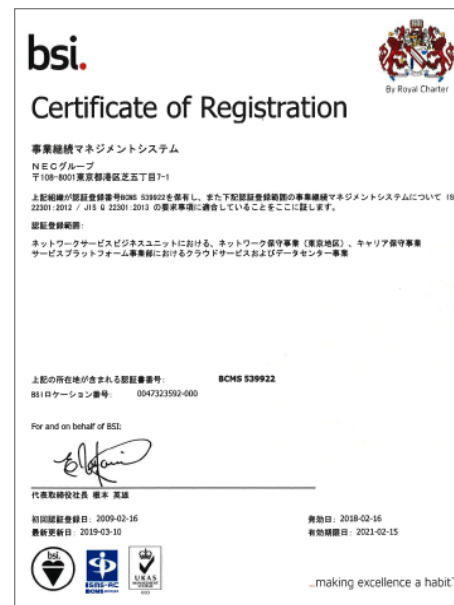 bsi.
By Royal Charter
Certificate of Registration
事業継続マネジメントシステム
NECグループ
〒108-8001東京都港区芝五丁目7-1
上記組織が認証登録番号BCMS 539922を保有し、また下記認証登録範囲の事業継続マネジメントシステムについて IS
22301:2012 / JIS Q 22301:2013 の要求事項に適合していることをここに証します。
認証登録範囲:
ネットワークサービスビジネスユニットにおける、ネットワーク保守事業（東京地区）、キャリア保守事業
サービスプラットフォーム事業部におけるクラウドサービスおよびデータセンター事業
上記の所在地が含まれる認証書番号: BCMS 539922
BSIロケーション番号: 0047323592-000
For and on behalf of BSI:
代表取締役社長 根本 英雄
初回認証登録日: 2009-02-16 発効日: 2018-02-16
最新更新日: 2019-03-10 有効期限日: 2021-02-15
bsi.
ISMS-AC
BCMS
UKAS
MANAGEMENT
SYSTEMS
...making excellence a habit.